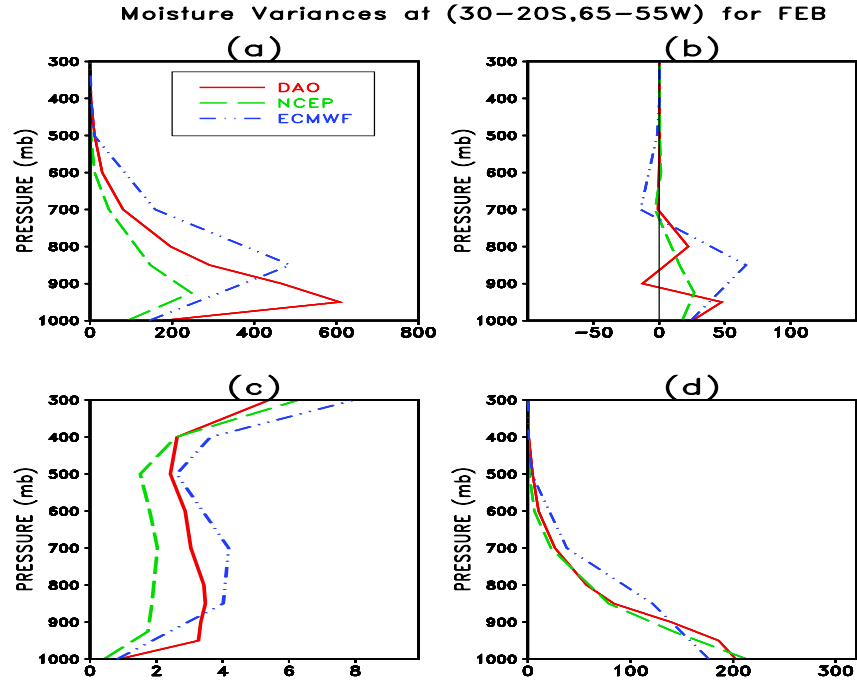 Moisture Variances at (30-20S,65-55W) for FEB
(a)
300
400
500
600
700
800
900
1000
PRESSURE (mb)
DAO
NCEP
ECMWF
0 200 400 600 800
(b)
300
400
500
600
700
800
900
1000
PRESSURE (mb)
-50 0 50 100
(c)
300
400
500
600
700
800
900
1000
PRESSURE (mb)
0 2 4 6 8
(d)
300
400
500
600
700
800
900
1000
PRESSURE (mb)
0 100 200 300